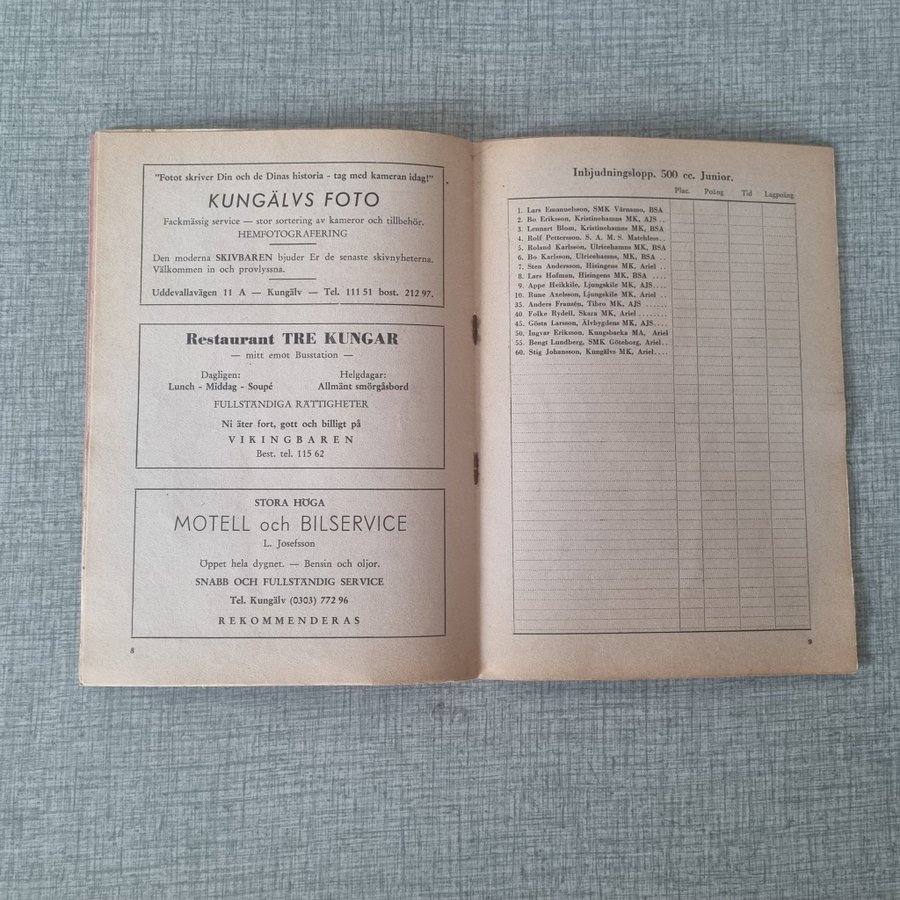 "Fotot skriver Din och de Dinas historia - tag med kameran idag!"
KUNGÄLVS FOTO
Fackmässig service — stor sortering av kameror och tillbehör.
HEMFOTOGRAFERING
Den moderna SKIVBAREN bjuder Er de senaste skivnyheterna.
Välkommen in och provlyssna.
Uddevallavägen 11 A — Kungälv — Tel. 111 51 bost. 212 97.
Restaurant TRE KUNGAR
— mitt emot Busstation —
Dagligen: Helgdagar:
Lunch - Middag - Soupé Allmänt smörgåsbord
FULLSTÄNDIGA RÄTTIGHETER
Ni äter fort, gott och billigt på
VIKINGBAREN
Best. tel. 115 62
STORA HÖGA
MOTELL och BILSERVICE
L. Josefsson
Öppet hela dygnet. — Bensin och oljor.
SNABB OCH FULLSTÄNDIG SERVICE
Tel. Kungälv (0303) 772 96
REKOMMENDERAS
8
Inbjudningslopp. 500 cc. Junior.
Plac. Poäng Tid Lagpoäng
1. Lars Emanuelsson, SMK Värnamo, BSA
2. Bo Eriksson, Kristinehamns MK, AJS ..
3. Lennart Blom, Kristinehamns MK, BSA
4. Rolf Pettersson. S. A. M. S. Matchless..
5. Roland Karlsson, Ulricehamns MK, BSA
6. Bo Karlsson, Ulricehamns, MK, BSA ..
7. Sten Andersson, Hisingens MK, Ariel ..
8. Lars Hofman, Hisingens MK, BSA ....
9. Appe Heikkile, Ljungskile MK, AJS....
10. Rune Axelsson, Ljungskile MK, Ariel ..
35. Anders Fransén, Tibro MK, AJS ......
40. Folke Rydell, Skara MK, Ariel ........
45. Gösta Larsson, Älvbygdens MK, AJS....
50. Ingvar Eriksson, Kungsbacka MA, Ariel
55. Bengt Lundberg, SMK Göteborg, Ariel..
60. Stig Johansson, Kungälvs MK, Ariel....
9